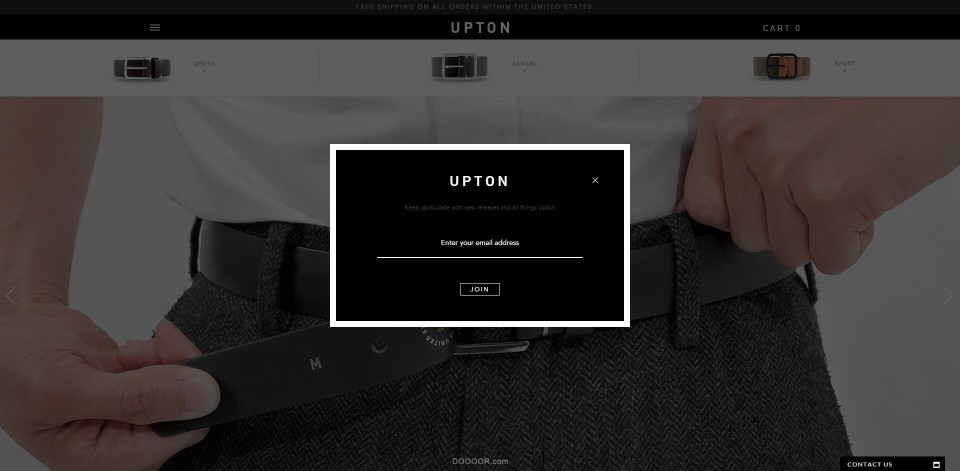 FREE SHIPPING ON ALL ORDERS WITHIN THE UNITED STATES
UPTON
CART 0
DRESS
+
CASUAL
+
SPORT
+
UPTON
×
Keep up-to-date with new releases and all things Upton
Enter your email address
JOIN
UNITED
M
DOOOOR.com
CONTACT US